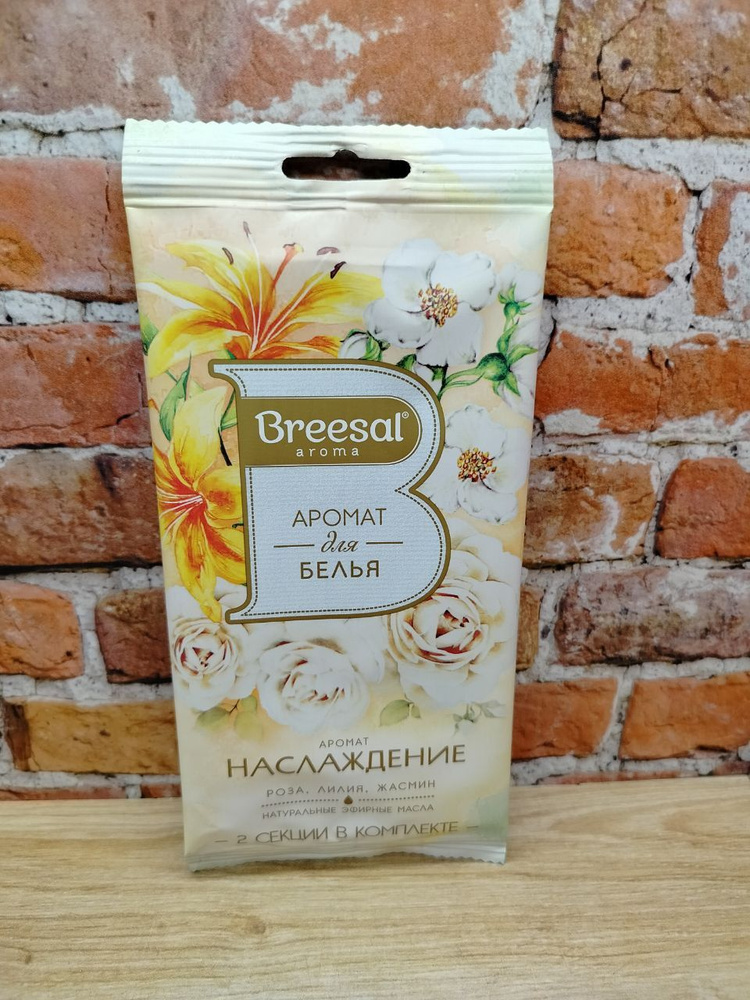 Breesal®
aroma
АРОМАТ
для
БЕЛЬЯ
АРОМАТ
НАСЛАЖДЕНИЕ
РОЗА, ЛИЛИЯ, ЖАСМИН
НАТУРАЛЬНЫЕ ЭФИРНЫЕ МАСЛА
– 2 СЕКЦИИ В КОМПЛЕКТЕ –